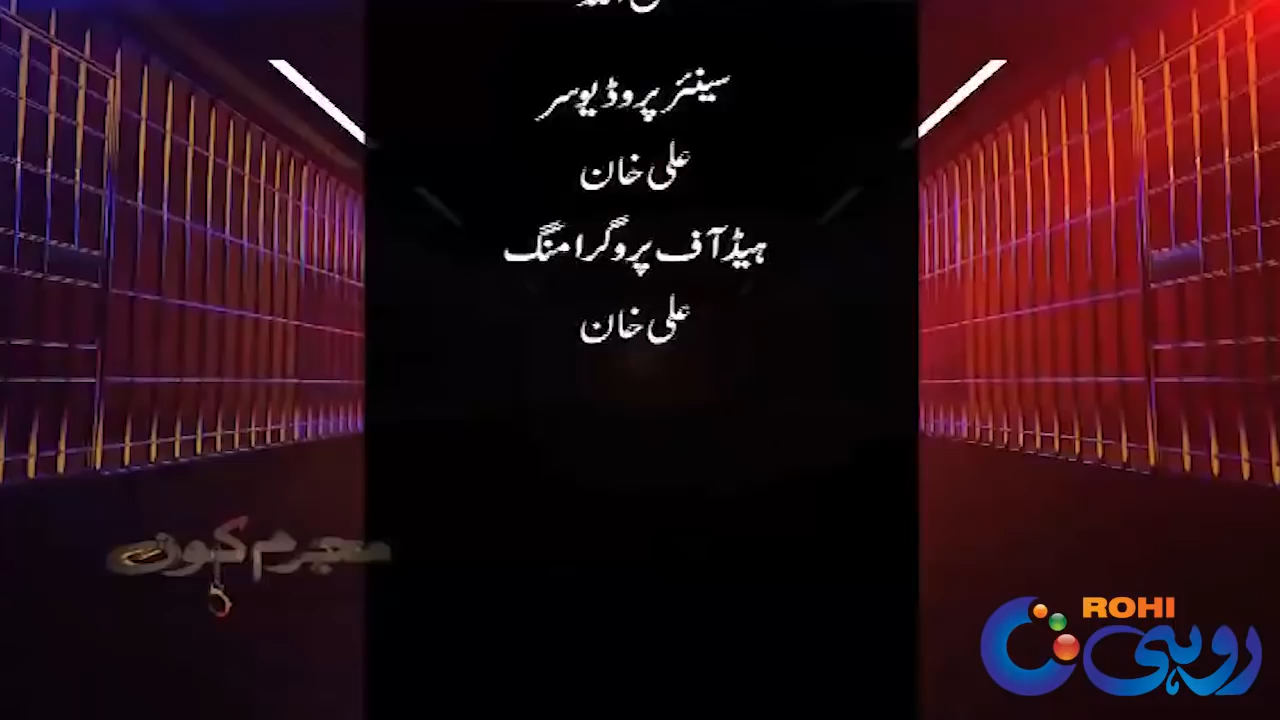 سینئر پروڈیوسر
علی خان
ہیڈ آف پروگرامنگ
علی خان
مجرم کون
ROHI
روہی